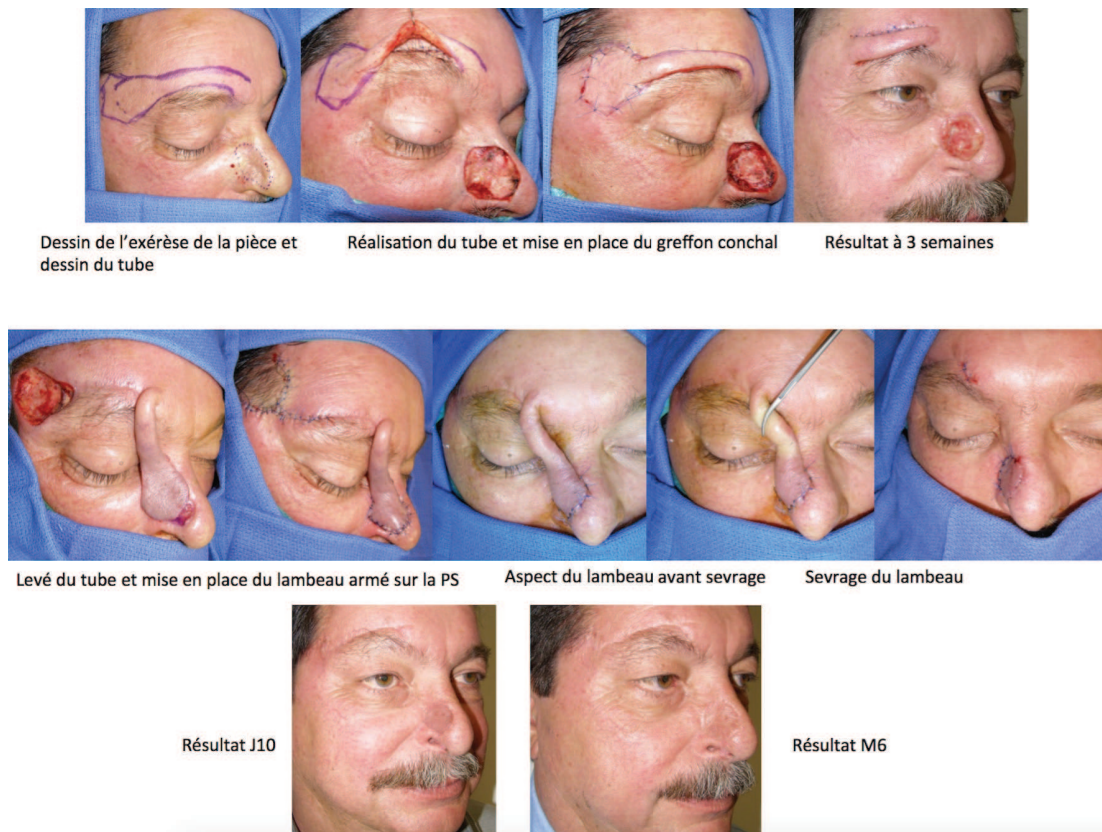 Dessin de l'exérèse de la pièce et
dessin du tube
Réalisation du tube et mise en place du greffon conchal
Résultat à 3 semaines
Levé du tube et mise en place du lambeau armé sur la PS
Aspect du lambeau avant sevrage
Sevrage du lambeau
Résultat J10
Résultat M6